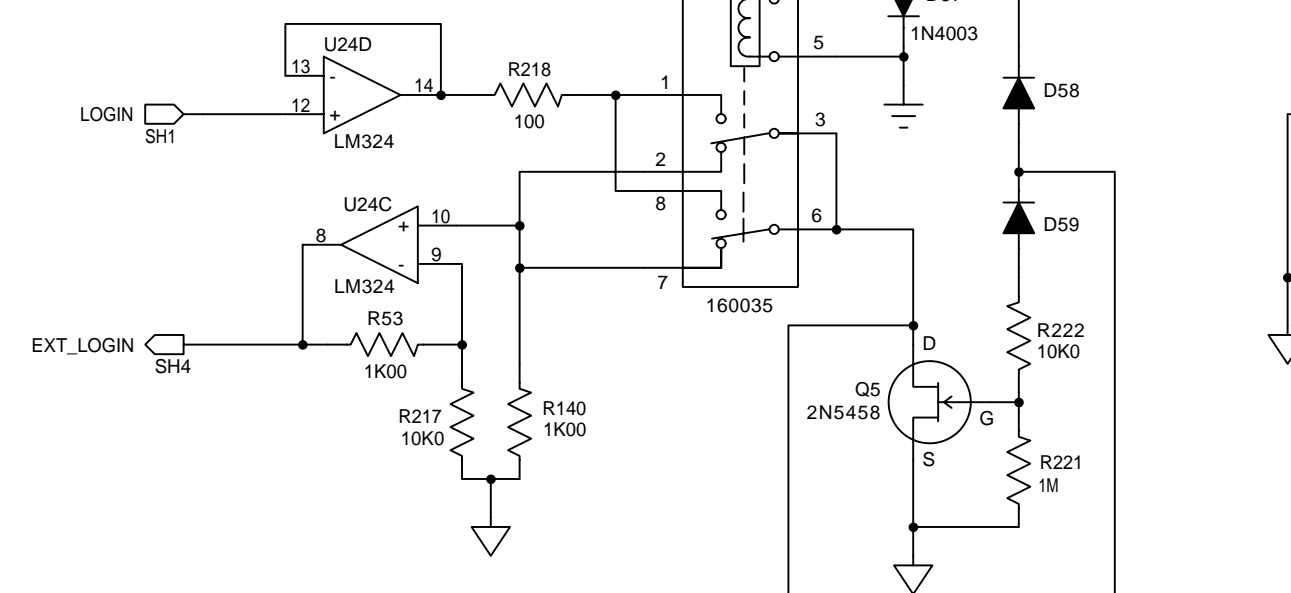 1N4003
U24D
13
-
14
12
+
LM324
LOGIN
SH1
R218
100
1
2
8
7
5
3
6
160035
D58
D59
U24C
10
+
8
9
-
LM324
R53
1K00
EXT_LOGIN
SH4
R217
10K0
R140
1K00
R222
10K0
D
Q5
2N5458
G
S
R221
1M